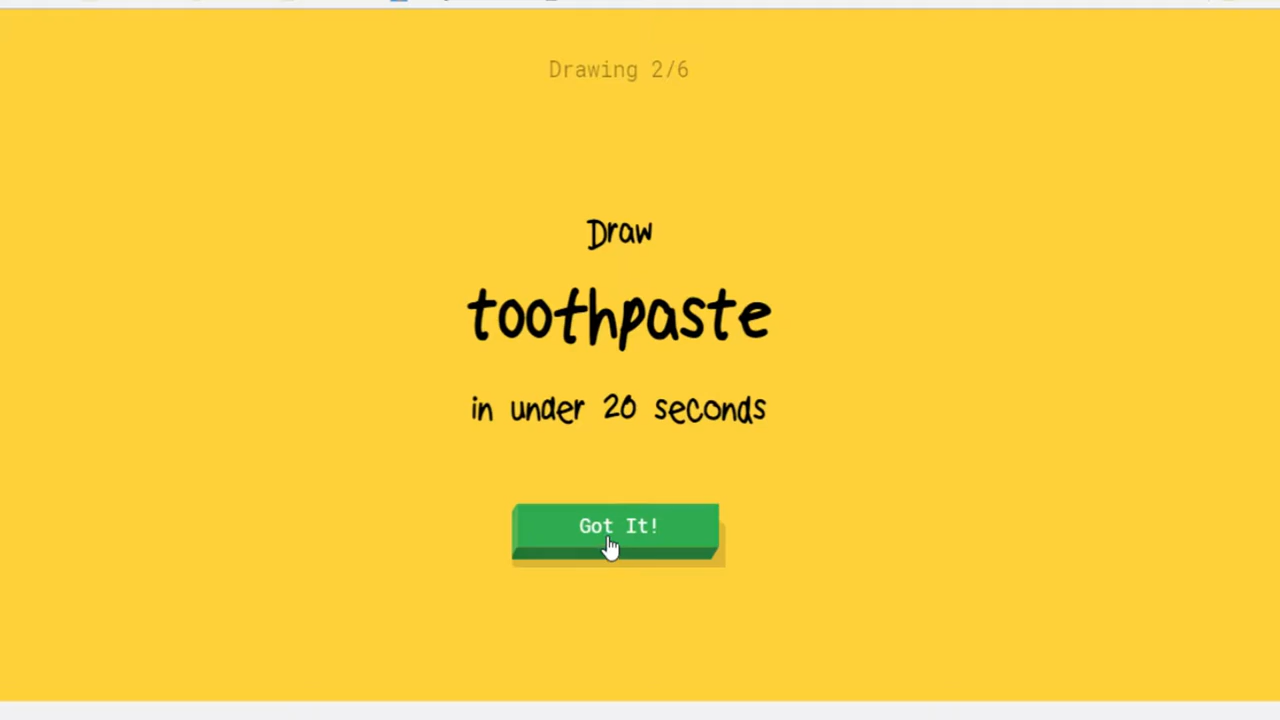 Drawing 2/6
Draw
toothpaste
in under 20 seconds
Got It!